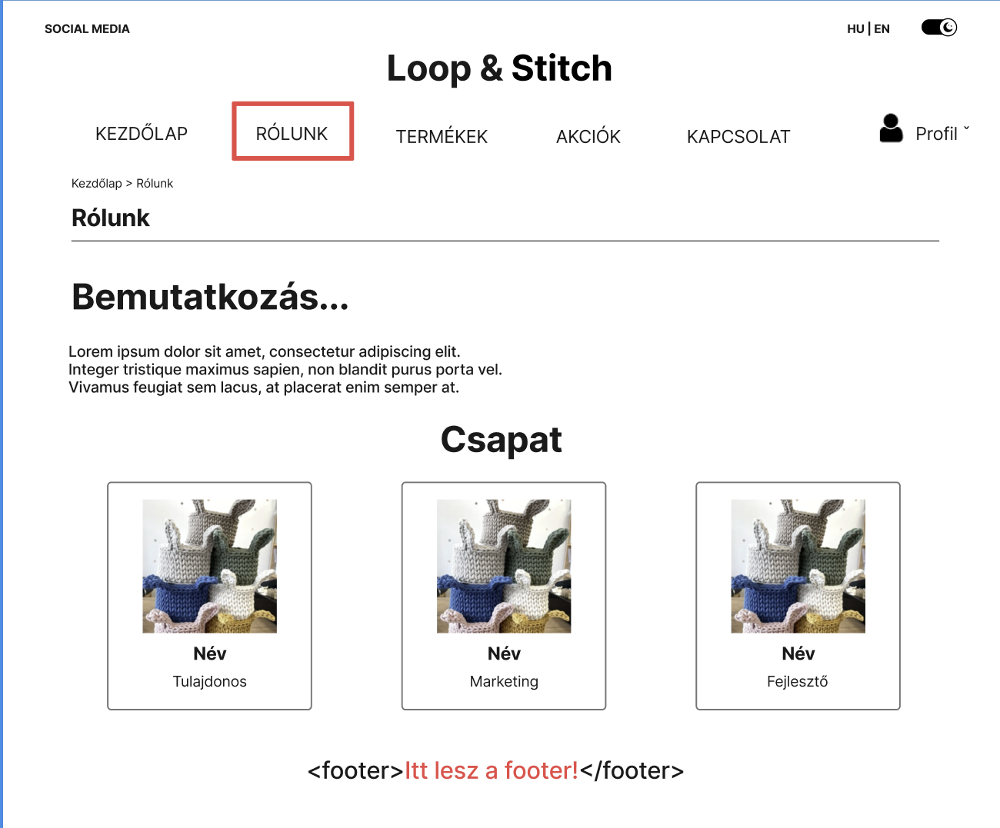 SOCIAL MEDIA
HU | EN
Loop & Stitch
KEZDŐLAP
RÓLUNK
TERMÉKEK
AKCIÓK
KAPCSOLAT
Profil ˇ
Kezdőlap > Rólunk
Rólunk
Bemutatkozás...
Lorem ipsum dolor sit amet, consectetur adipiscing elit.
Integer tristique maximus sapien, non blandit purus porta vel.
Vivamus feugiat sem lacus, at placerat enim semper at.
Csapat
Név
Tulajdonos
Név
Marketing
Név
Fejlesztő
<footer>Itt lesz a footer!</footer>